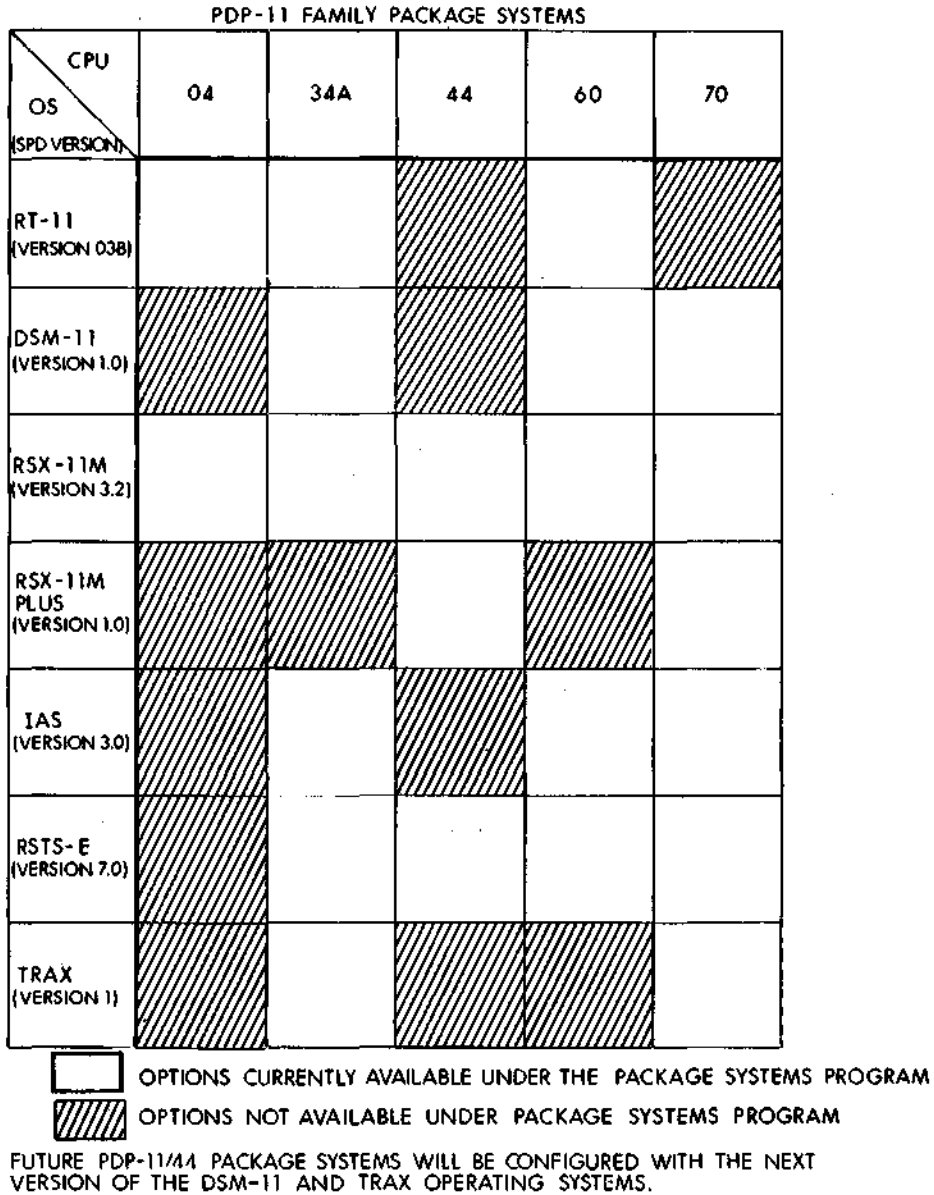 PDP-11 FAMILY PACKAGE SYSTEMS
CPU
OS
(SPD VERSION)
04
34A
44
60
70
RT-11
(VERSION 03B)
DSM-11
(VERSION 1.0)
RSX-11M
(VERSION 3.2)
RSX-11M
PLUS
(VERSION 1.0)
IAS
(VERSION 3.0)
RSTS-E
(VERSION 7.0)
TRAX
(VERSION 1)
OPTIONS CURRENTLY AVAILABLE UNDER THE PACKAGE SYSTEMS PROGRAM
OPTIONS NOT AVAILABLE UNDER PACKAGE SYSTEMS PROGRAM
FUTURE PDP-11/44 PACKAGE SYSTEMS WILL BE CONFIGURED WITH THE NEXT
VERSION OF THE DSM-11 AND TRAX OPERATING SYSTEMS.